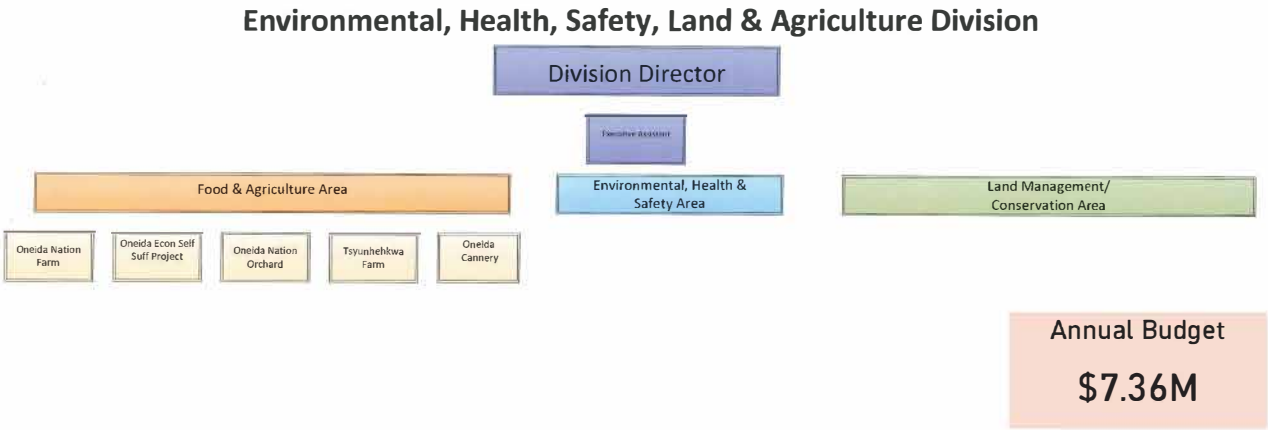 Environmental, Health, Safety, Land & Agriculture Division
Division Director
Executive Assistant
Food & Agriculture Area
Environmental, Health &
Safety Area
Land Management/
Conservation Area
Oneida Nation
Farm
Oneida Econ Self
Suff Project
Oneida Nation
Orchard
Tsyunhehkwa
Farm
Oneida
Cannery
Annual Budget
$7.36M